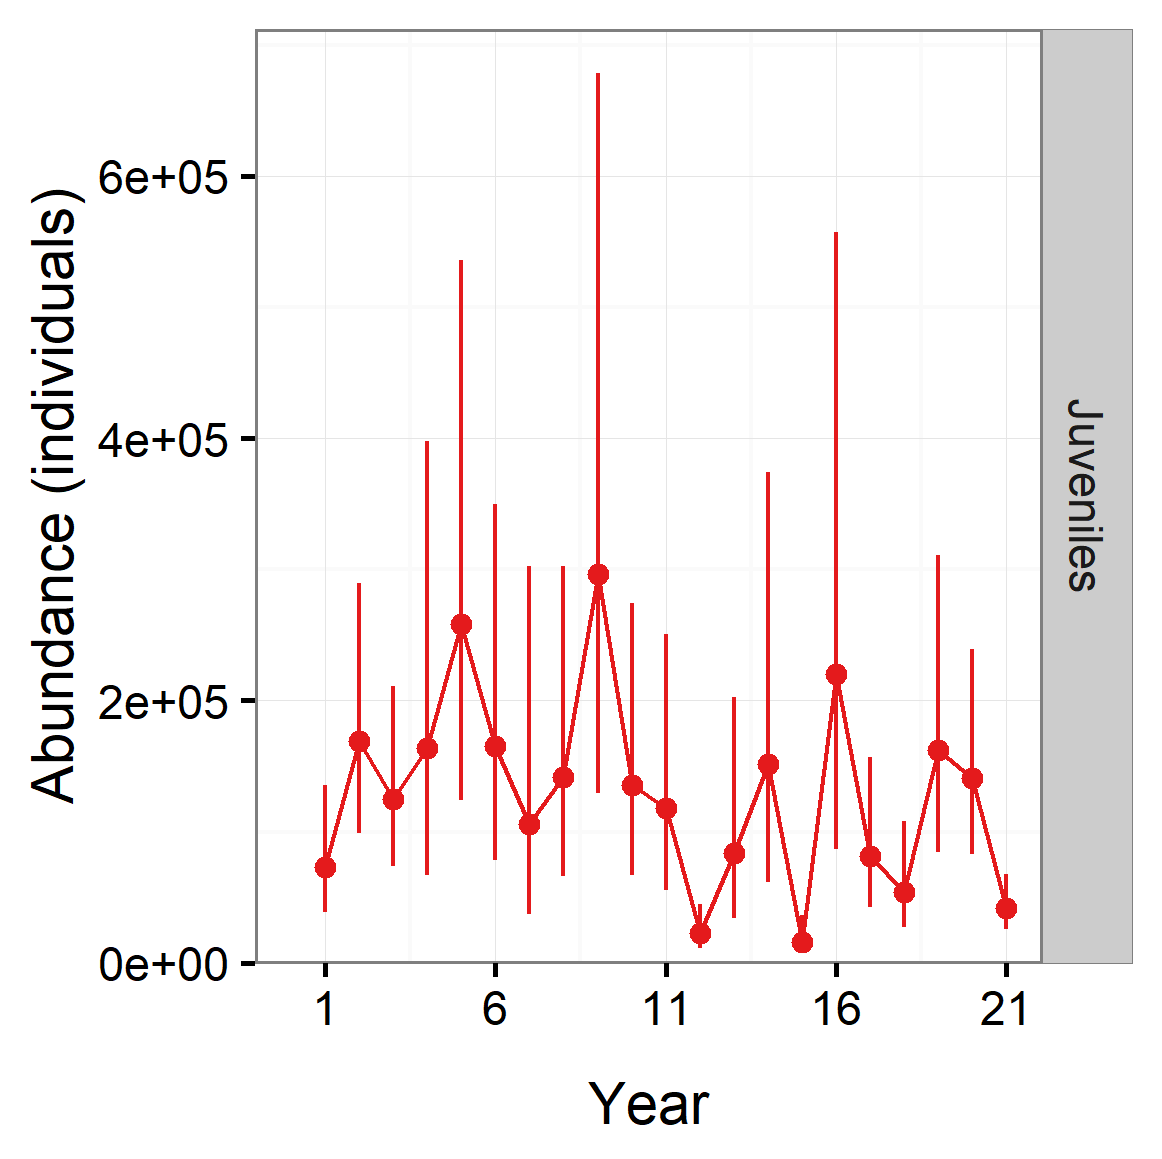 Abundance (individuals)
6e+05
4e+05
2e+05
0e+00
1 6 11 16 21
Year
Juveniles